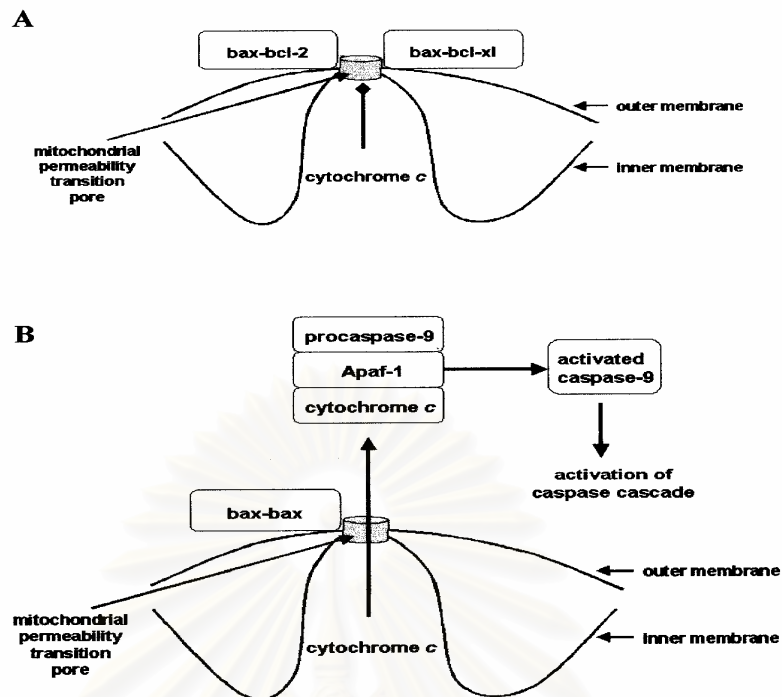 A
bax-bcl-2
bax-bcl-xl
outer membrane
mitochondrial
permeability
transition
pore
cytochrome c
inner membrane
B
procaspase-9
Apaf-1
cytochrome c
activated
caspase-9
activation of
caspase cascade
bax-bax
outer membrane
mitochondrial
permeability
transition
pore
cytochrome c
inner membrane